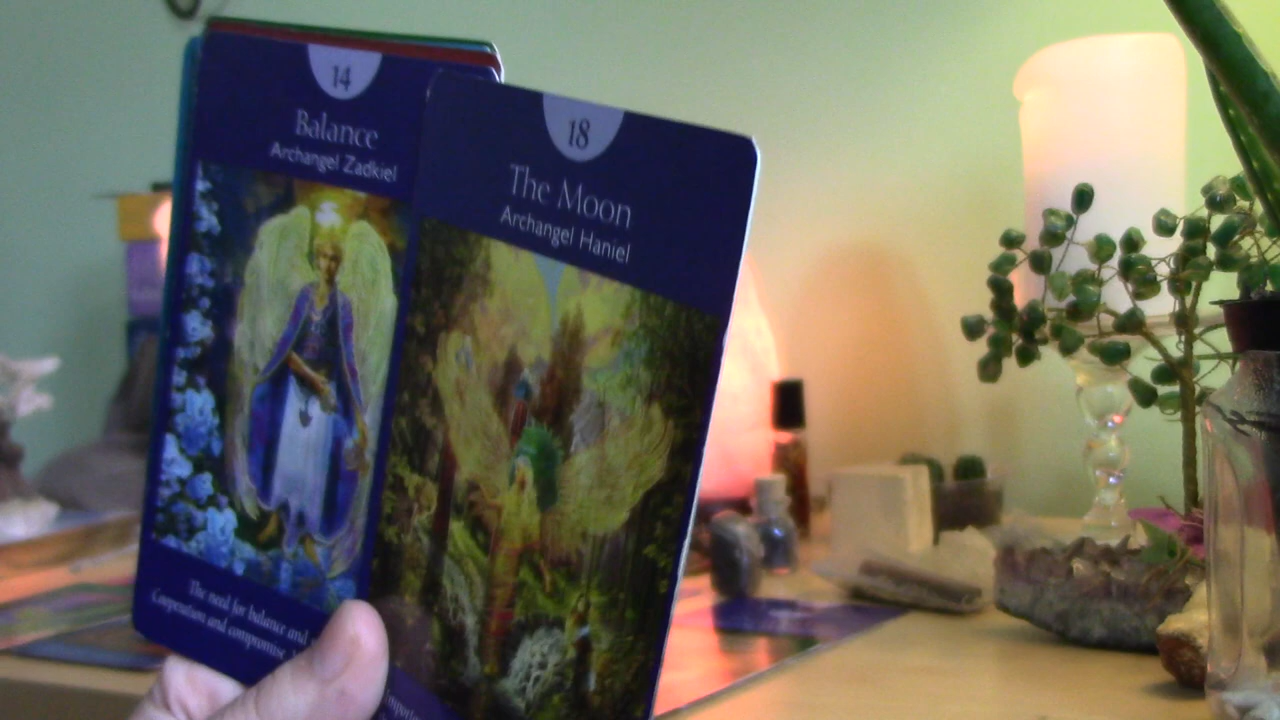 14
Balance
Archangel Zadkiel
The need for balance and
Cooperation and compromise
18
The Moon
Archangel Haniel